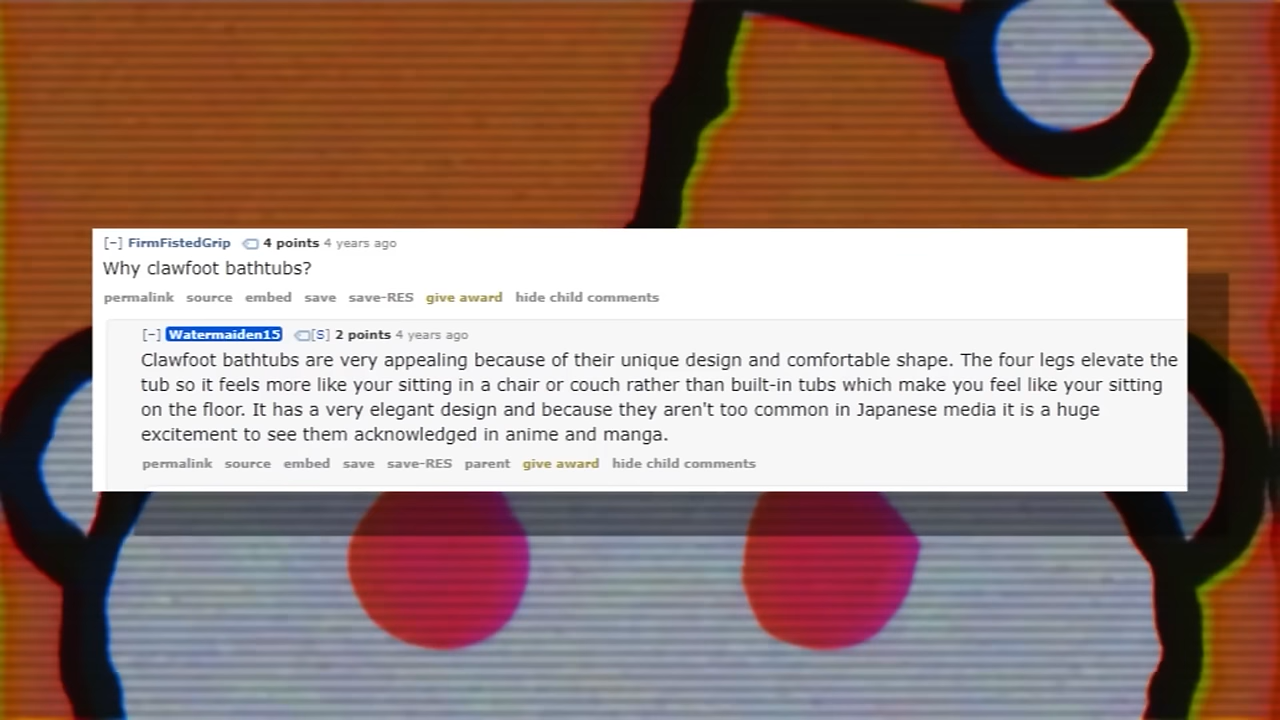 [–] FirmFistedGrip 4 points 4 years ago
Why clawfoot bathtubs?
permalink source embed save save-RES give award hide child comments
[–] Watermaiden15 [S] 2 points 4 years ago
Clawfoot bathtubs are very appealing because of their unique design and comfortable shape. The four legs elevate the
tub so it feels more like your sitting in a chair or couch rather than built-in tubs which make you feel like your sitting
on the floor. It has a very elegant design and because they aren't too common in Japanese media it is a huge
excitement to see them acknowledged in anime and manga.
permalink source embed save save-RES parent give award hide child comments